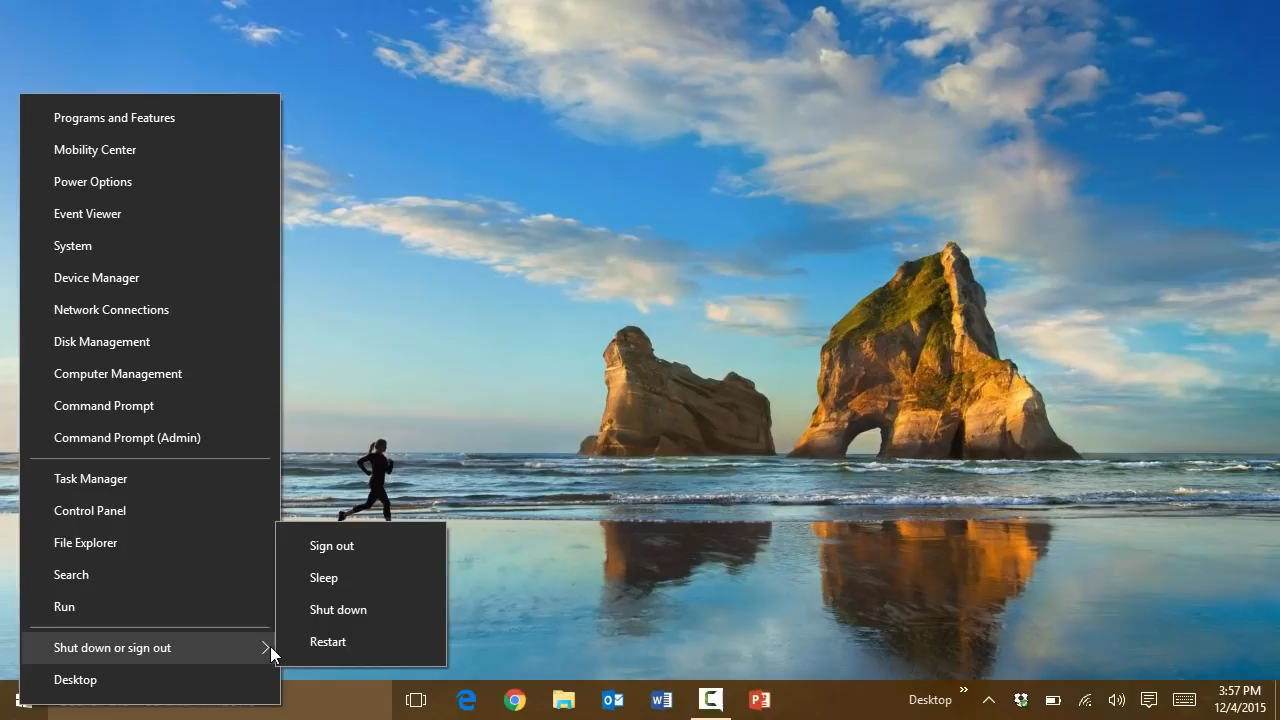 Programs and Features
Mobility Center
Power Options
Event Viewer
System
Device Manager
Network Connections
Disk Management
Computer Management
Command Prompt
Command Prompt (Admin)
Task Manager
Control Panel
File Explorer
Search
Run
Shut down or sign out
Desktop
Sign out
Sleep
Shut down
Restart
Desktop
3:57 PM
12/4/2015